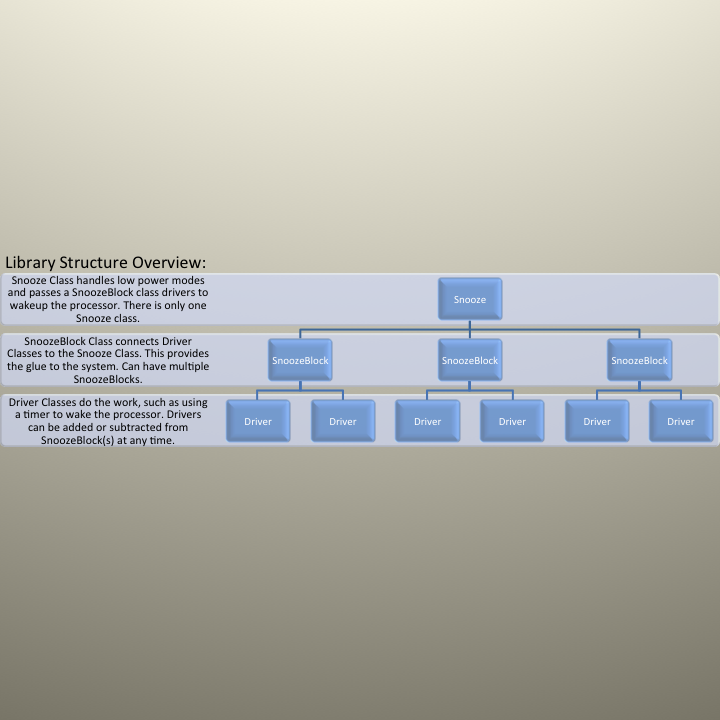 Library Structure Overview:
Snooze Class handles low power modes
and passes a SnoozeBlock class drivers to
wakeup the processor. There is only one
Snooze class.
Snooze
SnoozeBlock Class connects Driver
Classes to the Snooze Class. This provides
the glue to the system. Can have multiple
SnoozeBlocks.
SnoozeBlock SnoozeBlock SnoozeBlock
Driver Classes do the work, such as using
a timer to wake the processor. Drivers
can be added or subtracted from
SnoozeBlock(s) at any time.
Driver Driver Driver Driver Driver Driver